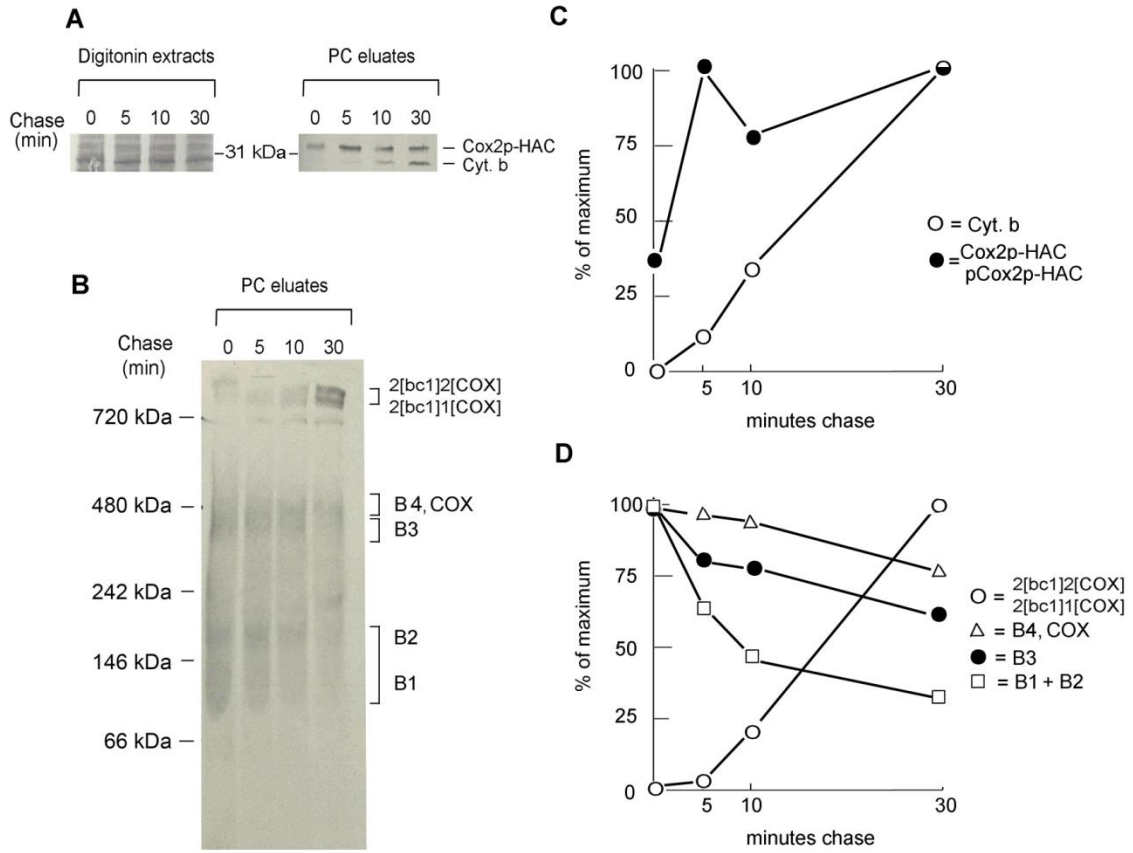 A
Digitonin extracts
PC eluates
Chase
(min)
0 5 10 30
0 5 10 30
31 kDa
Cox2p-HAC
Cyt. b
B
PC eluates
Chase
(min)
0 5 10 30
2[bc1]2[COX]
2[bc1]1[COX]
720 kDa
480 kDa
B4, COX
B3
242 kDa
B2
146 kDa
B1
66 kDa
C
100
75
50
25
0
% of maximum
5 10 30
minutes chase
= Cyt. b
= Cox2p-HAC
pCox2p-HAC
D
100
75
50
25
0
% of maximum
5 10 30
minutes chase
= 2[bc1]2[COX]
2[bc1]1[COX]
= B4, COX
= B3
= B1 + B2